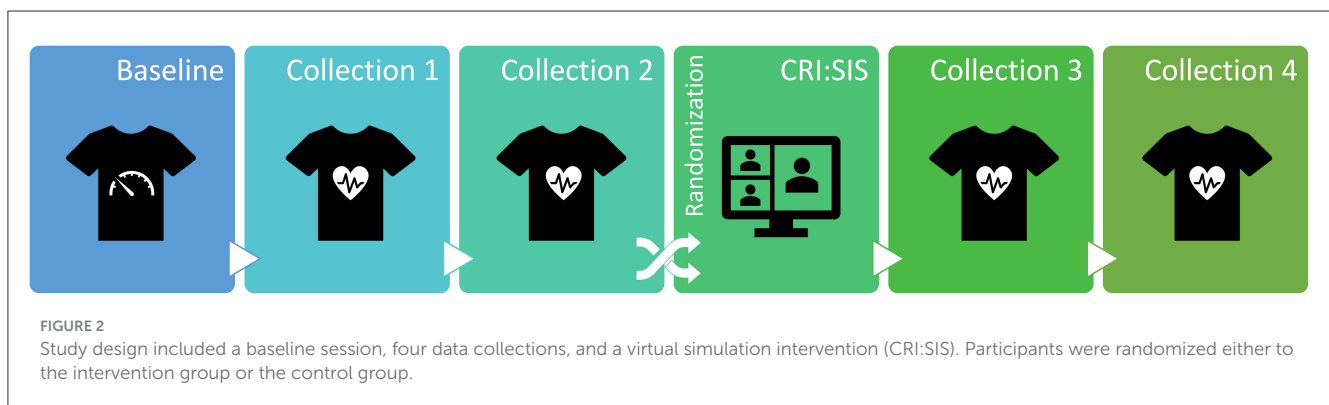 Baseline
Collection 1
Collection 2
Randomization
CRI:SIS
Collection 3
Collection 4
FIGURE 2
Study design included a baseline session, four data collections, and a virtual simulation intervention (CRI:SIS). Participants were randomized either to
the intervention group or the control group.